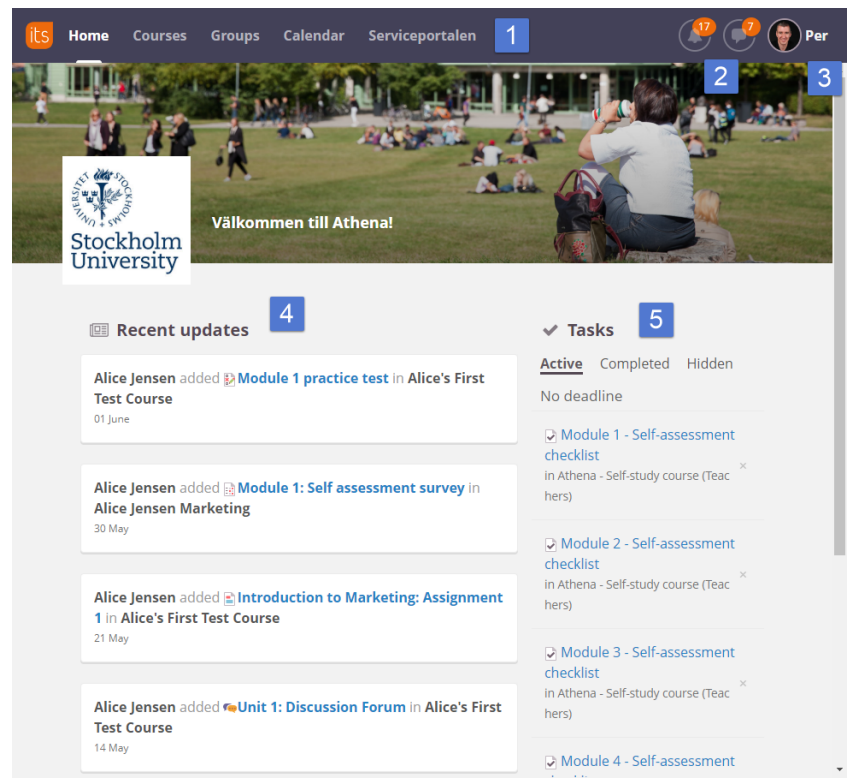 its Home Courses Groups Calendar Serviceportalen 1 17 7 Per
2 3
Välkommen till Athena!
STOCKHOLMS UNIVERSITET
Stockholm
University
Recent updates 4
Alice Jensen added Module 1 practice test in Alice's First
Test Course
01 June
Alice Jensen added Module 1: Self assessment survey in
Alice Jensen Marketing
30 May
Alice Jensen added Introduction to Marketing: Assignment
1 in Alice's First Test Course
21 May
Alice Jensen added Unit 1: Discussion Forum in Alice's First
Test Course
14 May
Tasks 5
Active Completed Hidden
No deadline
Module 1 - Self-assessment
checklist
in Athena - Self-study course (Teac
hers)
Module 2 - Self-assessment
checklist
in Athena - Self-study course (Teac
hers)
Module 3 - Self-assessment
checklist
in Athena - Self-study course (Teac
hers)
Module 4 - Self-assessment